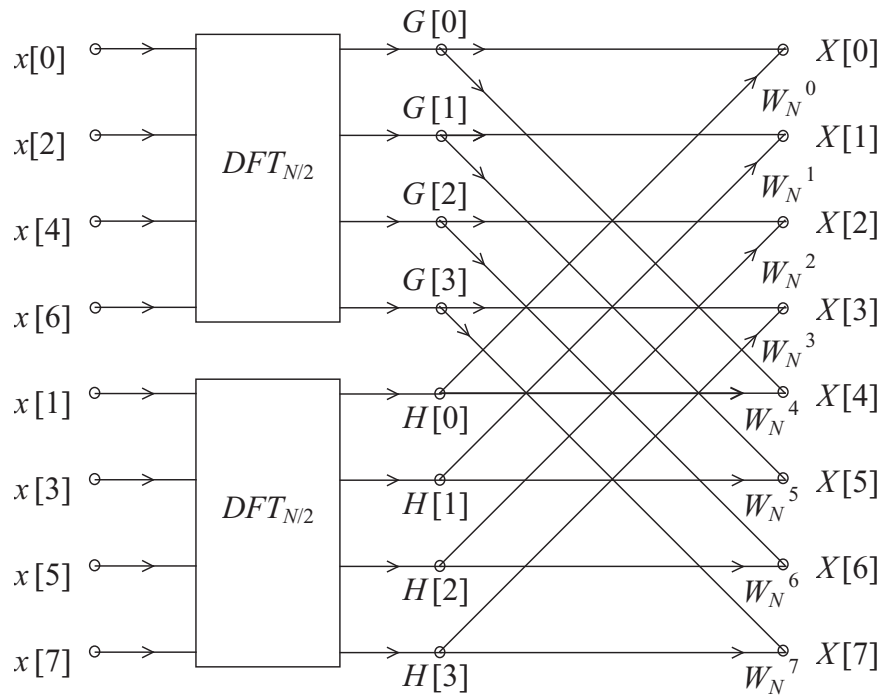 G[0]
x[0] X[0]
W_N^0
G[1]
x[2] X[1]
DFT_{N/2}
W_N^1
G[2]
x[4] X[2]
W_N^2
G[3]
x[6] X[3]
W_N^3
x[1] H[0] W_N^4 X[4]
x[3] H[1] W_N^5 X[5]
DFT_{N/2}
x[5] H[2] W_N^6 X[6]
x[7] H[3] W_N^7 X[7]